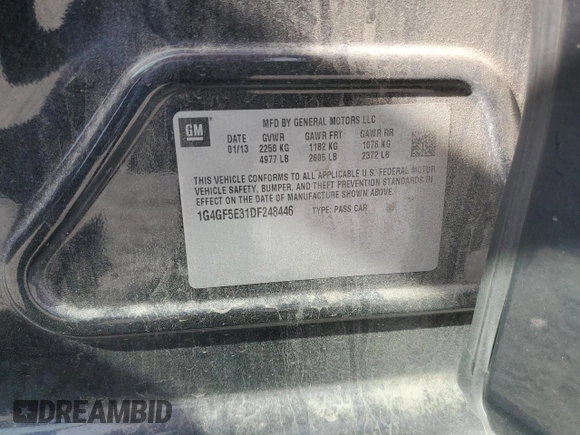 GM
MFD BY GENERAL MOTORS LLC
DATE GVWR GAWR FRT GAWR RR
01/13 2258 KG 1182 KG 1076 KG
4977 LB 2605 LB 2372 LB
THIS VEHICLE CONFORMS TO ALL APPLICABLE U.S. FEDERAL MOTOR
VEHICLE SAFETY, BUMPER, AND THEFT PREVENTION STANDARDS IN
EFFECT ON THE DATE OF MANUFACTURE SHOWN ABOVE.
1G4GF5E31DF248446 TYPE: PASS CAR
DREAMBID